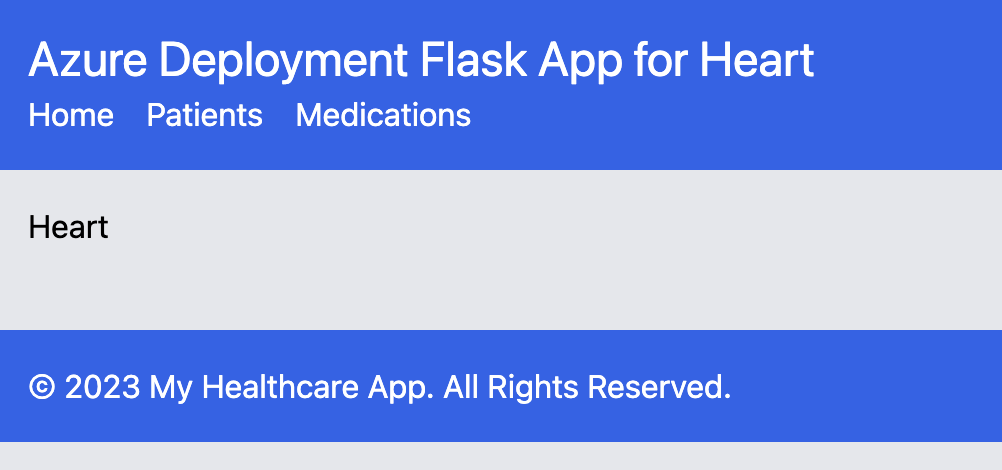 Azure Deployment Flask App for Heart
Home Patients Medications
Heart
© 2023 My Healthcare App. All Rights Reserved.